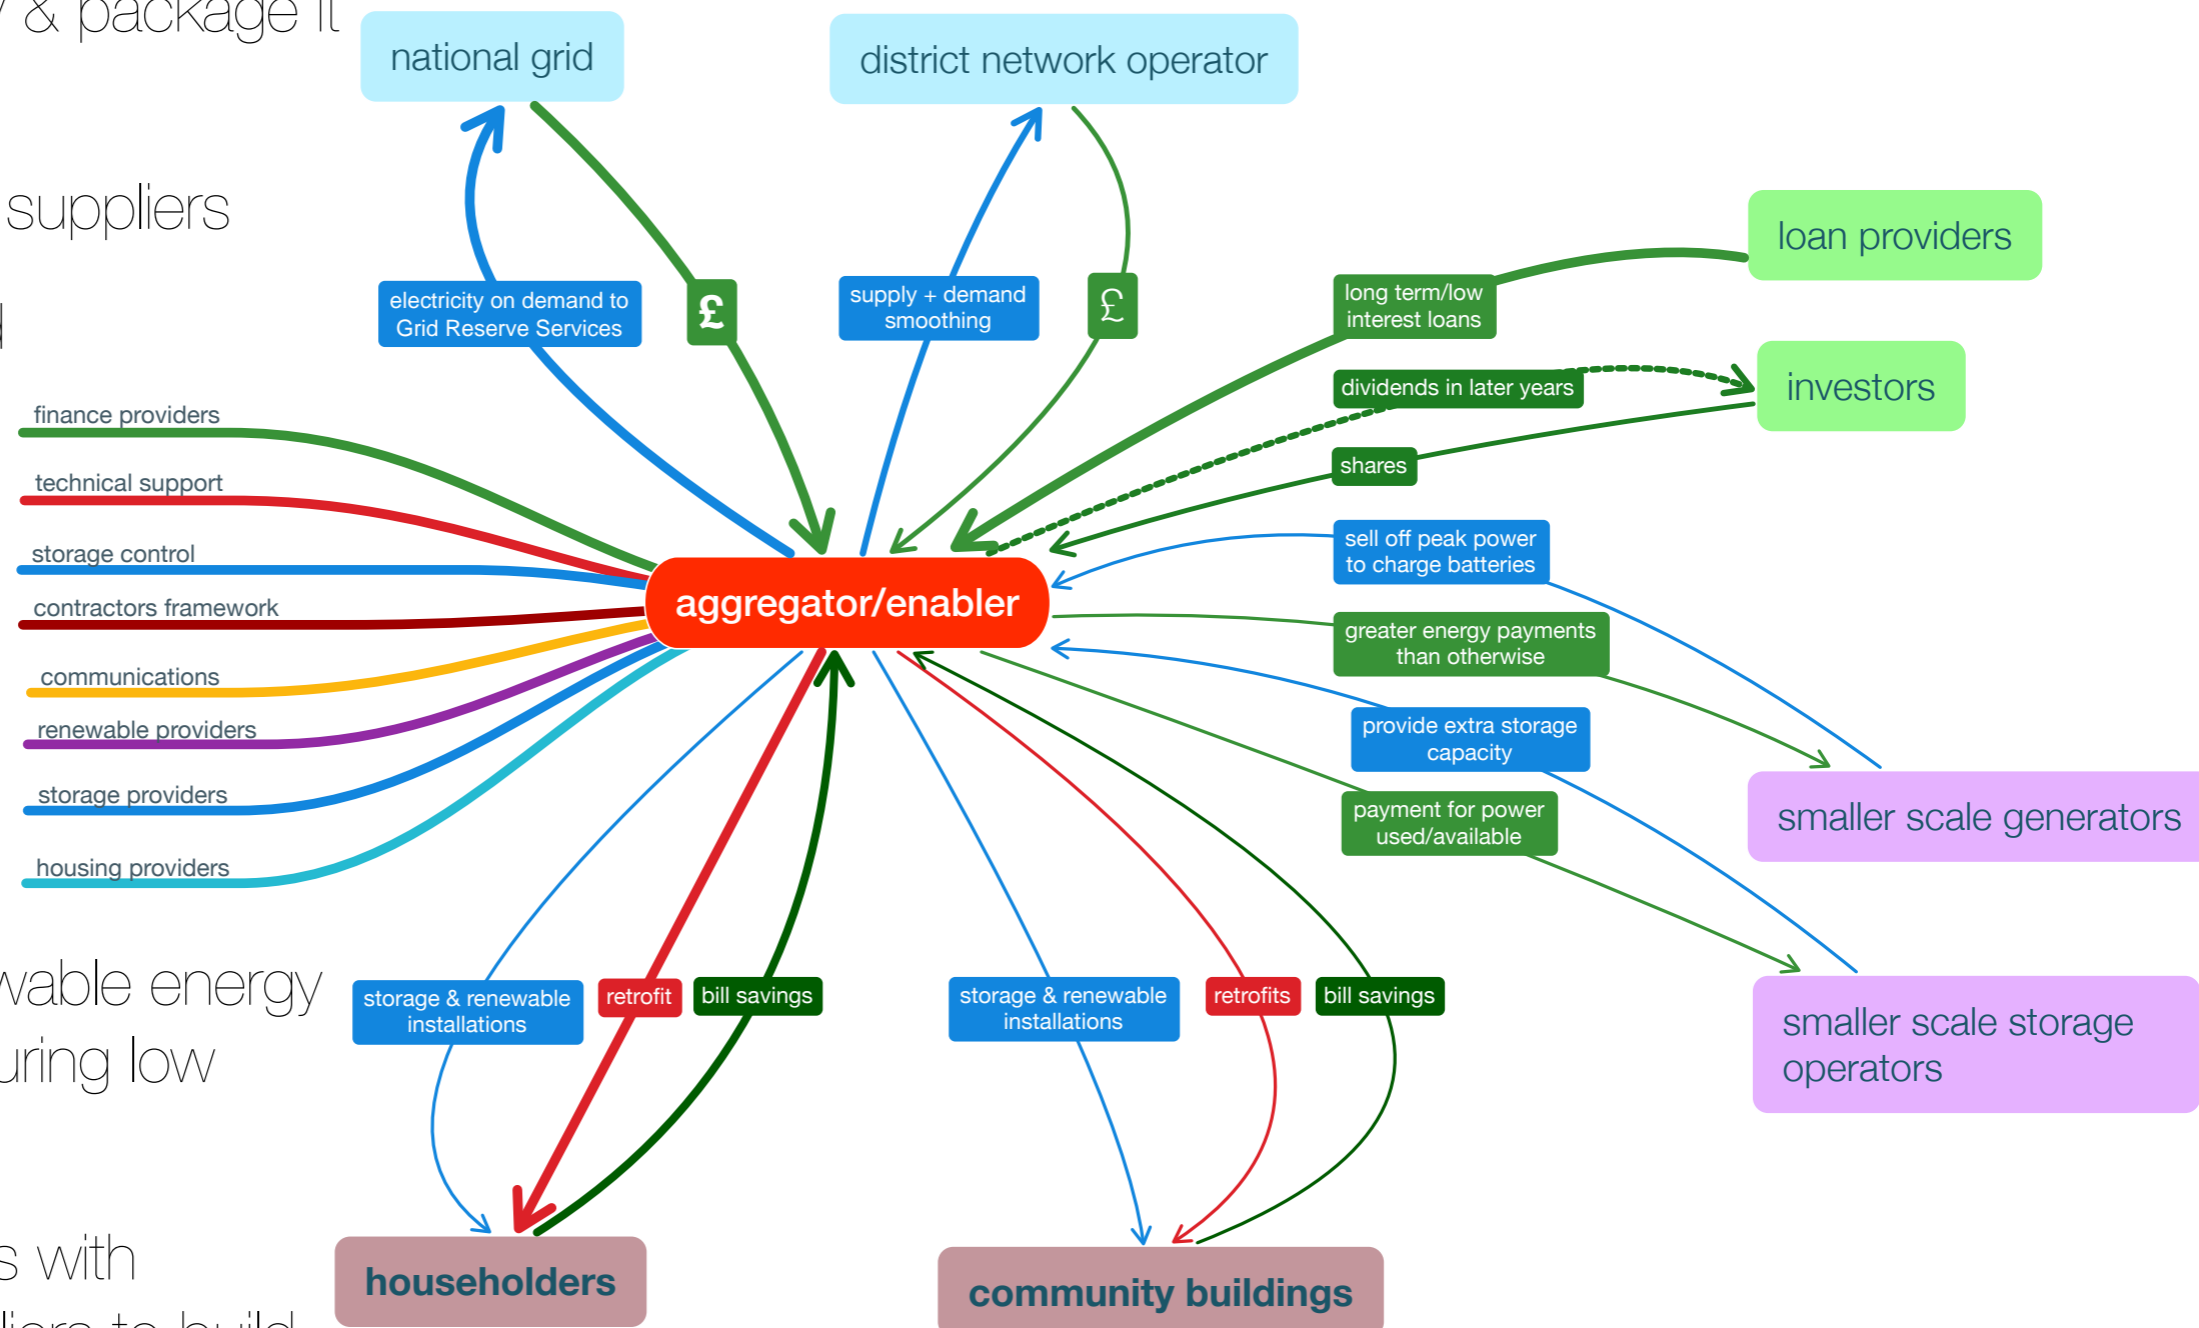 & package it
national grid
district network operator
suppliers
loan providers
electricity on demand to
Grid Reserve Services
£
supply + demand
smoothing
£
long term/low
interest loans
dividends in later years
investors
shares
finance providers
technical support
storage control
contractors framework
communications
renewable providers
storage providers
housing providers
aggregator/enabler
sell off peak power
to charge batteries
greater energy payments
than otherwise
provide extra storage
capacity
payment for power
used/available
smaller scale generators
smaller scale storage
operators
energy
low
storage & renewable
installations
retrofit
bill savings
storage & renewable
installations
retrofits
bill savings
with
to build
householders
community buildings